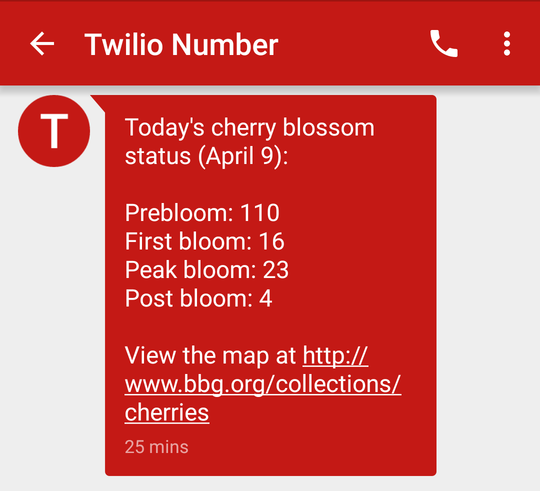 Twilio Number
T
Today's cherry blossom
status (April 9):
Prebloom: 110
First bloom: 16
Peak bloom: 23
Post bloom: 4
View the map at http://
www.bbg.org/collections/
cherries
25 mins